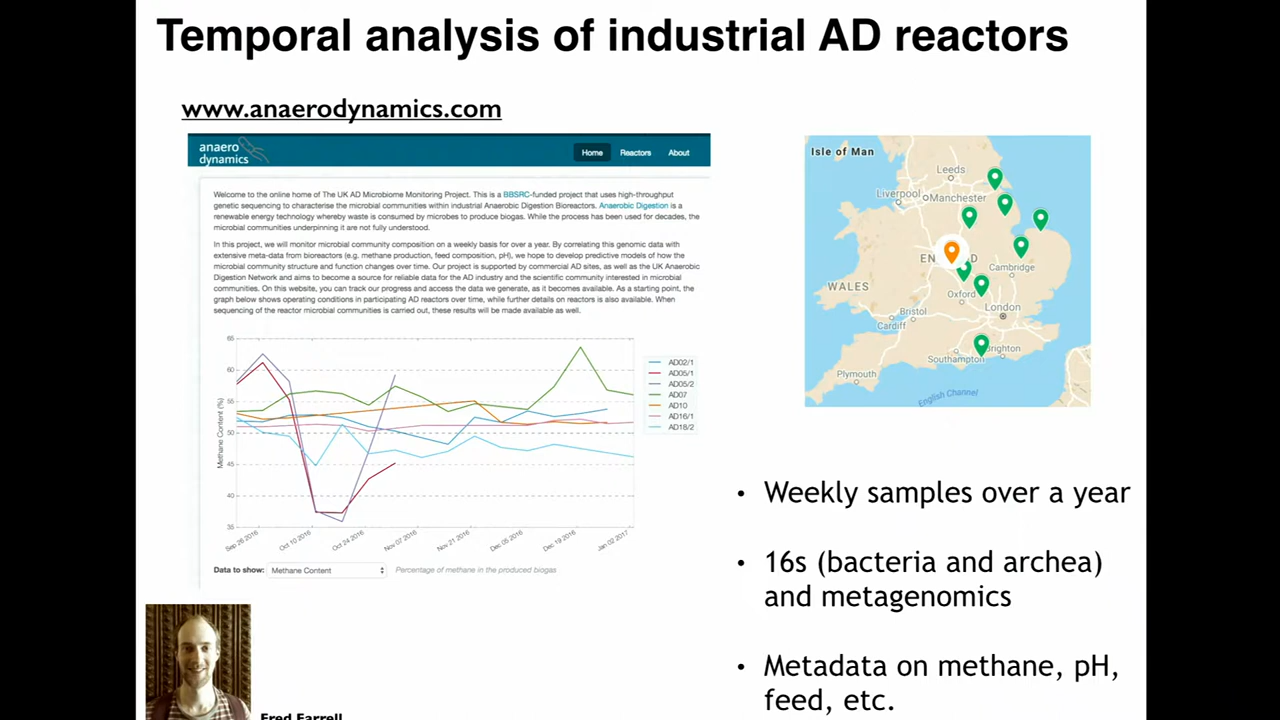 Temporal analysis of industrial AD reactors
www.anaerodynamics.com
anaero
dynamics
Home Reactors About
Welcome to the online home of The UK AD Microbiome Monitoring Project. This is a BBSRC-funded project that uses high-throughput
genetic sequencing to characterise the microbial communities within industrial Anaerobic Digestion Bioreactors. Anaerobic Digestion is a
renewable energy technology whereby waste is consumed by microbes to produce biogas. While the process has been used for decades, the
microbial communities underpinning it are not fully understood.
In this project, we will monitor microbial community composition on a weekly basis for over a year. By correlating this genomic data with
extensive meta-data from bioreactors (e.g. methane production, feed composition, pH), we hope to develop predictive models of how the
microbial community structure and function changes over time. Our project is supported by commercial AD sites, as well as the UK Anaerobic
Digestion Network and aims to become a source for reliable data for the AD industry and the scientific community interested in microbial
communities. On this website, you can track our progress and access the data we generate, as it becomes available. As a starting point, the
graph below shows operating conditions in participating AD reactors over time, while further details on reactors is also available. When
sequencing of the reactor microbial communities is carried out, these results will be made available as well.
Methane Content (%)
65
60
55
50
45
40
35
Sep 26 2016
Oct 10 2016
Oct 24 2016
Nov 07 2016
Nov 21 2016
Dec 05 2016
Dec 19 2016
Jan 02 2017
AD02/1
AD05/1
AD05/2
AD07
AD10
AD16/1
AD18/2
Data to show: Methane Content Percentage of methane in the produced biogas
Isle of Man
Leeds
Liverpool
Manchester
ENG D
Cambridge
WALES
Oxford
London
Bristol
Cardiff
Southampton
Brighton
Plymouth
English Channel
• Weekly samples over a year
• 16s (bacteria and archea)
and metagenomics
• Metadata on methane, pH,
feed, etc.
Fred Farrell